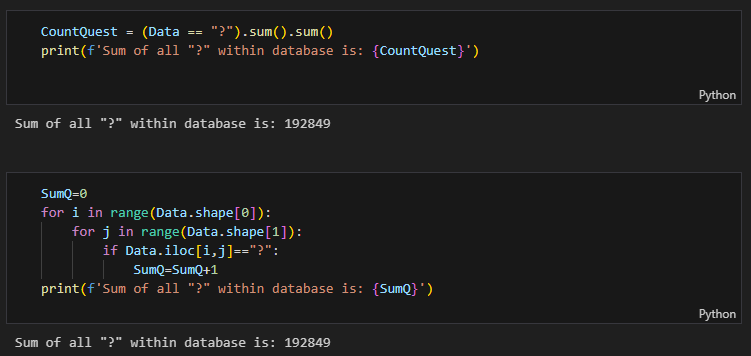 CountQuest = (Data == "?").sum().sum()
print(f'Sum of all "?" within database is: {CountQuest}')
Python
Sum of all "?" within database is: 192849
SumQ=0
for i in range(Data.shape[0]):
    for j in range(Data.shape[1]):
        if Data.iloc[i,j]=="?":
            SumQ=SumQ+1
print(f'Sum of all "?" within database is: {SumQ}')
Python
Sum of all "?" within database is: 192849